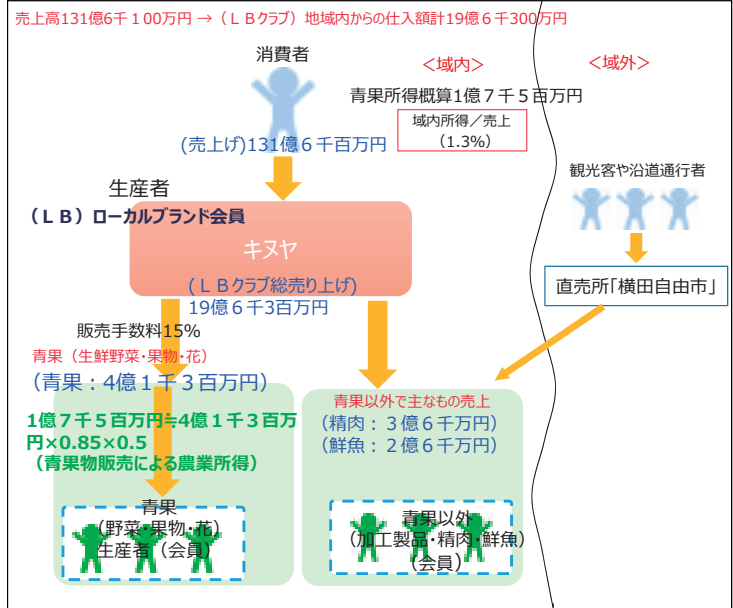 売上高131億6千100万円 → （ＬＢクラブ）地域内からの仕入額計19億6千300万円
消費者
＜域内＞
＜域外＞
青果所得概算1億7千5百万円
域内所得／売上
（1.3%）
(売上げ)131億6千百万円
観光客や沿道通行者
生産者
（ＬＢ）ローカルブランド会員
キヌヤ
（ＬＢクラブ総売り上げ）
19億6千3百万円
直売所「横田自由市」
販売手数料15%
青果（生鮮野菜・果物・花）
（青果：4億1千3百万円）
1億7千5百万円≒4億1千3百万
円×0.85×0.5
（青果物販売による農業所得）
青果以外で主なもの売上
（精肉：3億6千万円）
（鮮魚：2億6千万円）
青果
（野菜・果物・花）
生産者（会員）
青果以外
（加工製品・精肉・鮮魚）
（会員）